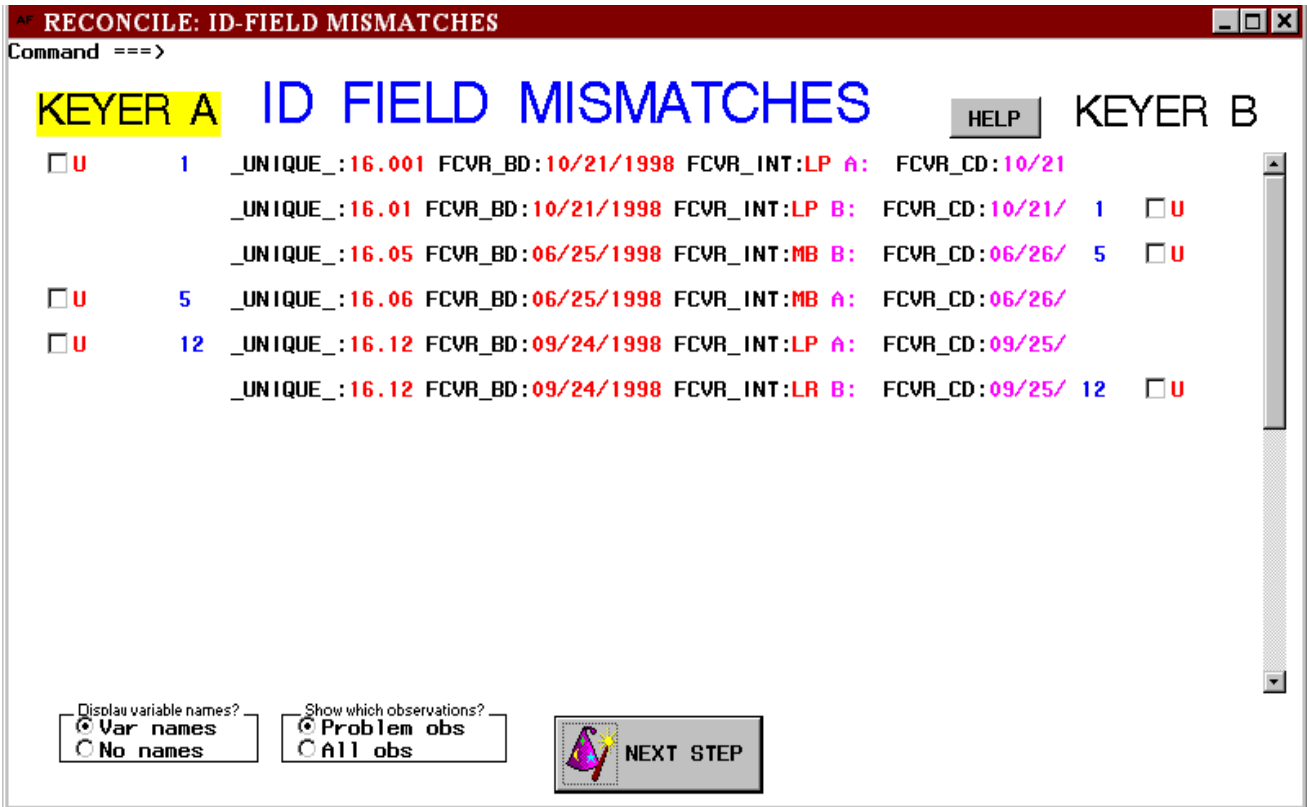 AF RECONCILE: ID-FIELD MISMATCHES
Command ===>
KEYER A ID FIELD MISMATCHES HELP KEYER B
U 1 _UNIQUE_:16.001 FCVR_BD:10/21/1998 FCVR_INT:LP A: FCVR_CD:10/21
_UNIQUE_:16.01 FCVR_BD:10/21/1998 FCVR_INT:LP B: FCVR_CD:10/21/ 1 U
_UNIQUE_:16.05 FCVR_BD:06/25/1998 FCVR_INT:MB B: FCVR_CD:06/26/ 5 U
U 5 _UNIQUE_:16.06 FCVR_BD:06/25/1998 FCVR_INT:MB A: FCVR_CD:06/26/
U 12 _UNIQUE_:16.12 FCVR_BD:09/24/1998 FCVR_INT:LP A: FCVR_CD:09/25/
_UNIQUE_:16.12 FCVR_BD:09/24/1998 FCVR_INT:LR B: FCVR_CD:09/25/ 12 U
Display variable names? Show which observations?
Var names Problem obs
No names All obs
NEXT STEP